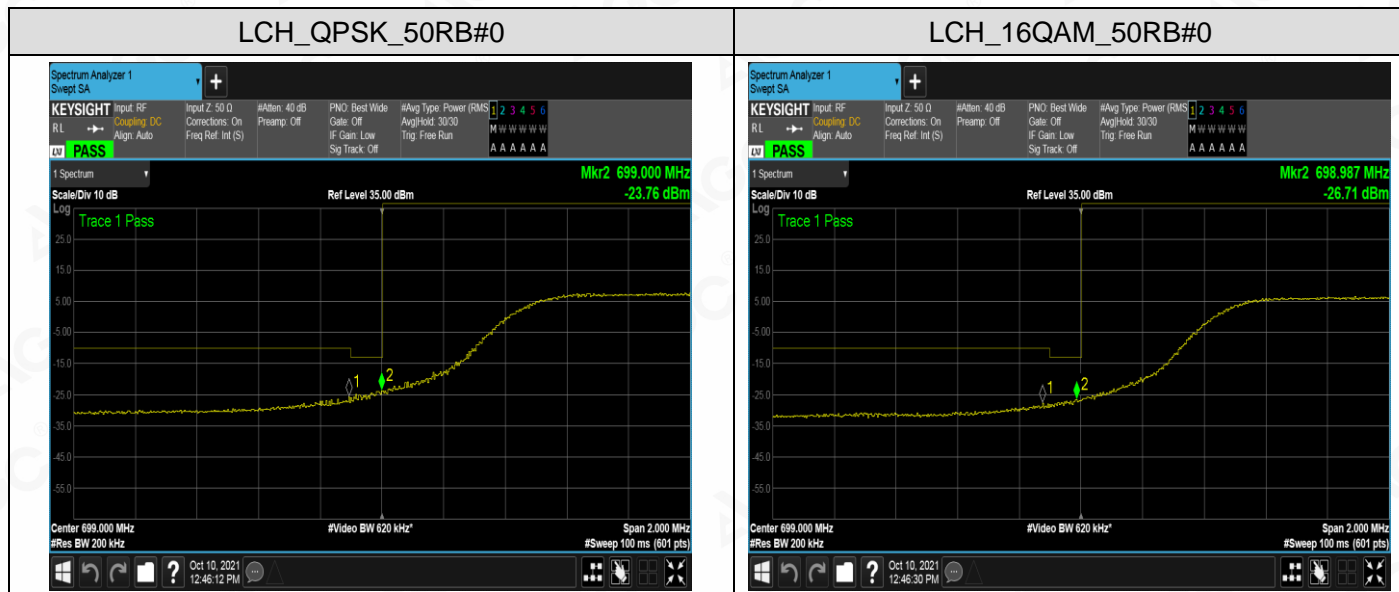 LCH_QPSK_50RB#0
Spectrum Analyzer 1
Swept SA
+
KEYSIGHT Input: RF Input Z: 50 Ω #Atten: 40 dB PNO: Best Wide #Avg Type: Power (RMS 1 2 3 4 5 6
RL Coupling: DC Corrections: On Preamp: Off Gate: Off Avg|Hold: 30/30 M W W W W W
Align: Auto Freq Ref: Int (S) IF Gain: Low Trig: Free Run
Sig Track: Off A A A A A A
LXI PASS
1 Spectrum Mkr2 699.000 MHz
Scale/Div 10 dB Ref Level 35.00 dBm -23.76 dBm
Log
Trace 1 Pass
25.0
15.0
5.00
-5.00
-15.0
1 2
-25.0
-35.0
-45.0
-55.0
Center 699.000 MHz #Video BW 620 kHz* Span 2.000 MHz
#Res BW 200 kHz #Sweep 100 ms (601 pts)
? Oct 10, 2021
12:46:12 PM
LCH_16QAM_50RB#0
Spectrum Analyzer 1
Swept SA
+
KEYSIGHT Input: RF Input Z: 50 Ω #Atten: 40 dB PNO: Best Wide #Avg Type: Power (RMS 1 2 3 4 5 6
RL Coupling: DC Corrections: On Preamp: Off Gate: Off Avg|Hold: 30/30 M W W W W W
Align: Auto Freq Ref: Int (S) IF Gain: Low Trig: Free Run
Sig Track: Off A A A A A A
LXI PASS
1 Spectrum Mkr2 698.987 MHz
Scale/Div 10 dB Ref Level 35.00 dBm -26.71 dBm
Log
Trace 1 Pass
25.0
15.0
5.00
-5.00
-15.0
1 2
-25.0
-35.0
-45.0
-55.0
Center 699.000 MHz #Video BW 620 kHz* Span 2.000 MHz
#Res BW 200 kHz #Sweep 100 ms (601 pts)
? Oct 10, 2021
12:46:30 PM